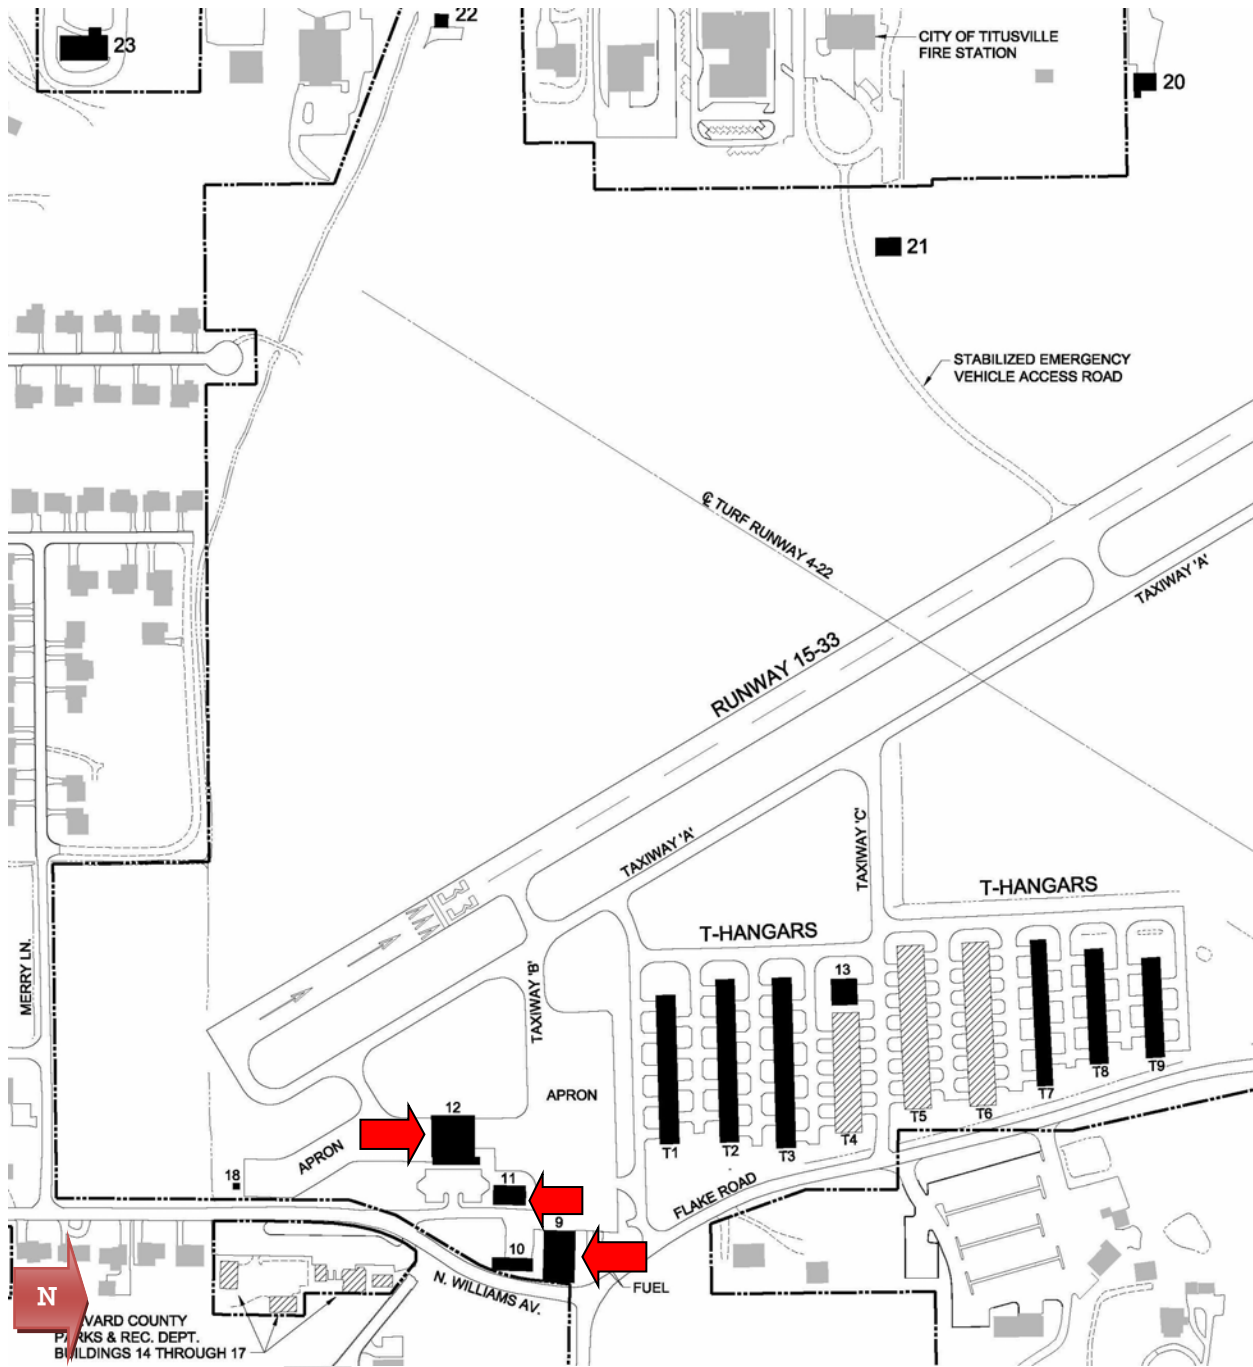 22
23
CITY OF TITUSVILLE
FIRE STATION
20
21
STABILIZED EMERGENCY
VEHICLE ACCESS ROAD
℄ TURF RUNWAY 4-22
TAXIWAY 'A'
RUNWAY 15-33
TAXIWAY 'A'
TAXIWAY 'C'
T-HANGARS
T-HANGARS
33
MERRY LN.
TAXIWAY 'B'
13
APRON
T9
T8
T7
T6
T5
T4
T3
T2
T1
12
APRON
18
11
FLAKE ROAD
9
10
N. WILLIAMS AV.
FUEL
N
VARD COUNTY
PARKS & REC. DEPT.
BUILDINGS 14 THROUGH 17